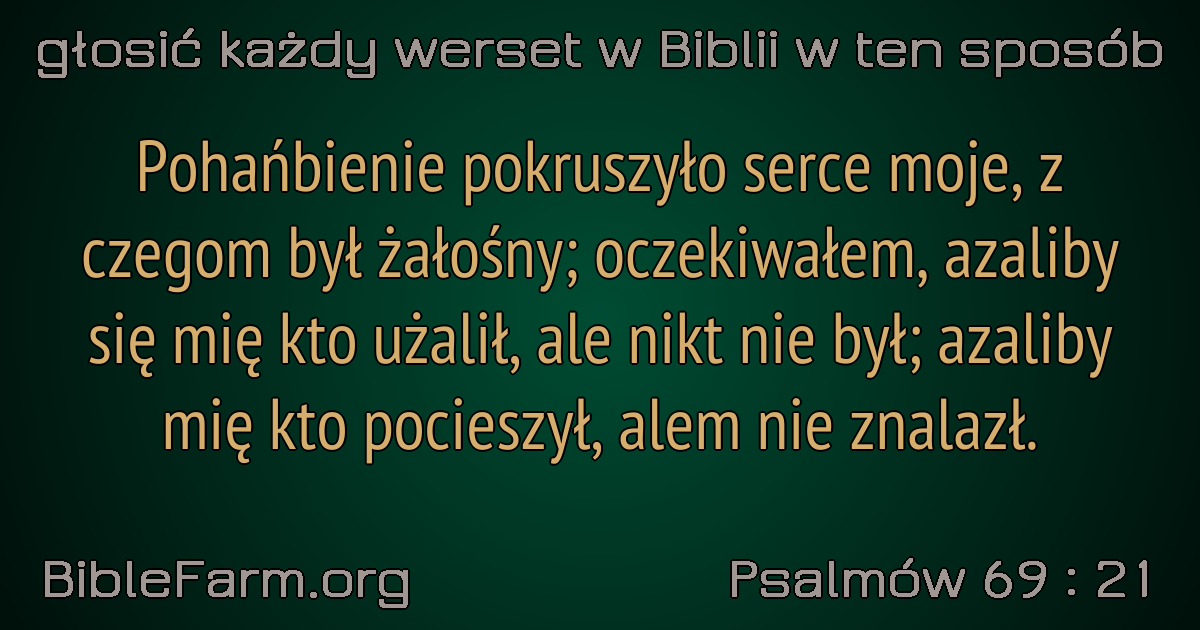 głosić każdy werset w Biblii w ten sposób
Pohańbienie pokruszyło serce moje, z
czegom był żałośny; oczekiwałem, azaliby
się mię kto użalił, ale nikt nie był; azaliby
mię kto pocieszył, alem nie znalazł.
BibleFarm.org
Psalmów 69 : 21